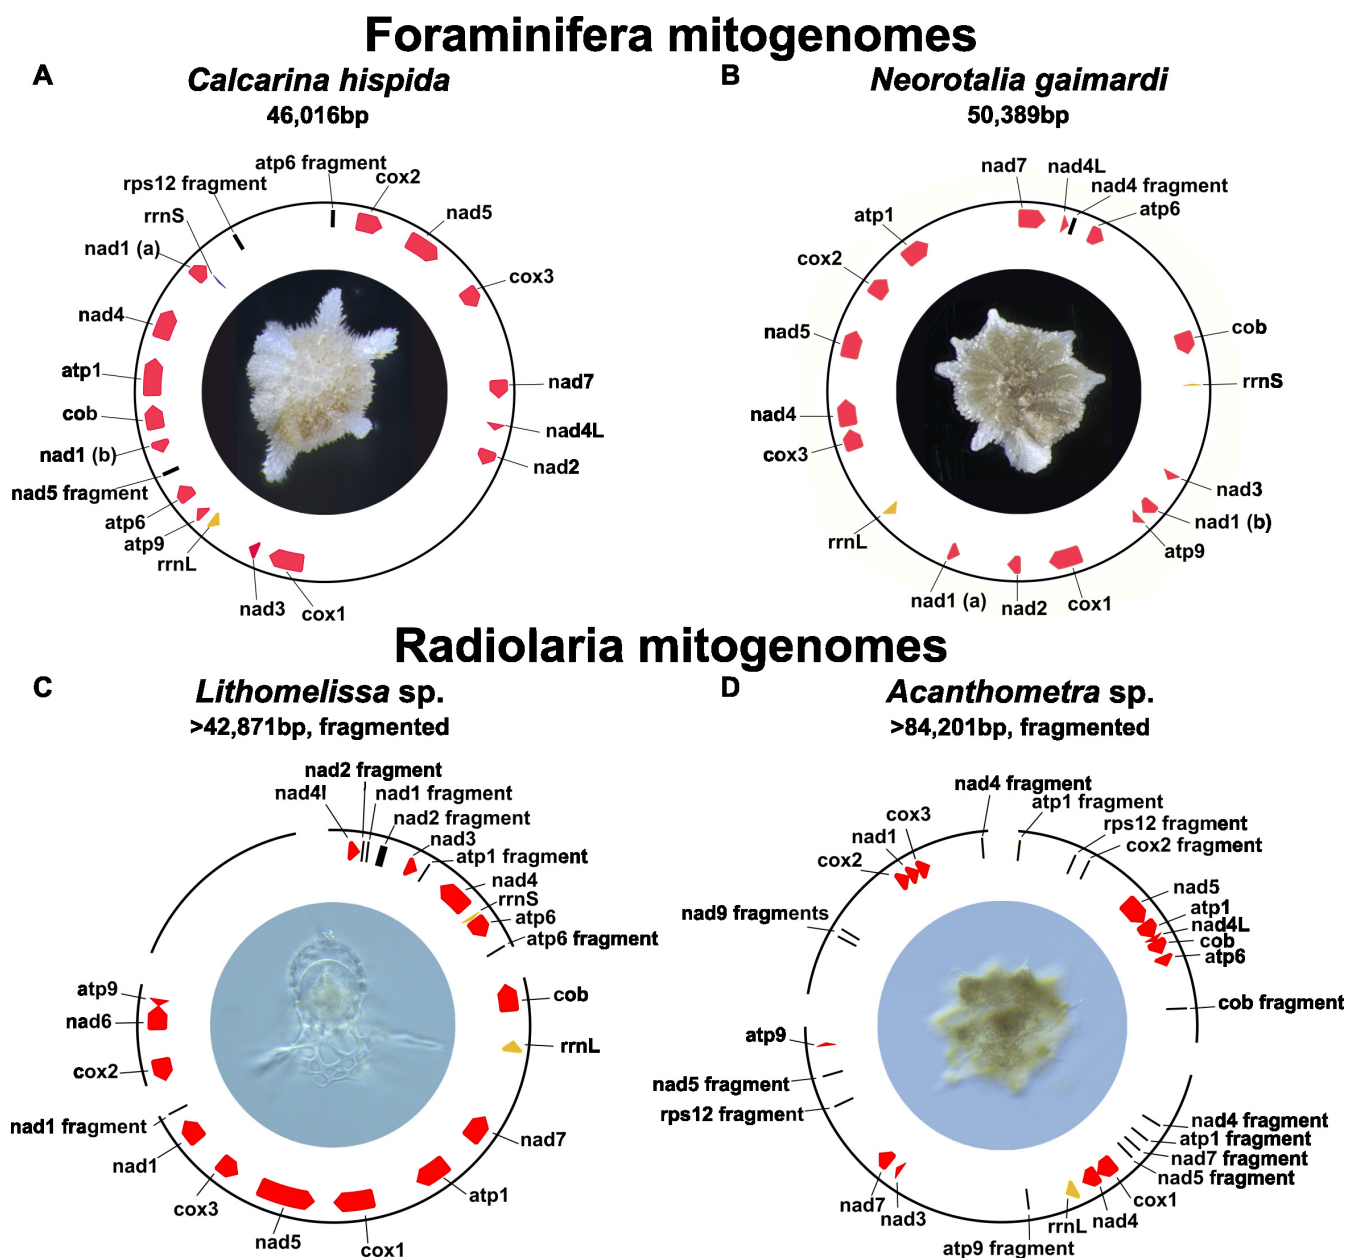 Foraminifera mitogenomes
A
Calcarina hispida
46,016bp
atp6 fragment
cox2
rps12 fragment
nad5
rrnS
nad1 (a)
cox3
nad4
atp1
nad7
cob
nad4L
nad1 (b)
nad2
nad5 fragment
atp6
atp9
rrnL
nad3
cox1
B
Neorotalia gaimardi
50,389bp
nad7
nad4L
nad4 fragment
atp6
atp1
cox2
nad5
cob
rrnS
nad4
cox3
nad3
nad1 (b)
rrnL
atp9
nad1 (a)
nad2
cox1
Radiolaria mitogenomes
C
Lithomelissa sp.
>42,871bp, fragmented
nad2 fragment
nad4l
nad1 fragment
nad2 fragment
nad3
atp1 fragment
nad4
rrnS
atp6
atp6 fragment
atp9
cob
nad6
rrnL
cox2
nad1 fragment
nad7
nad1
atp1
cox3
nad5
cox1
D
Acanthometra sp.
>84,201bp, fragmented
nad4 fragment
atp1 fragment
cox3
rps12 fragment
nad1
cox2 fragment
cox2
nad5
atp1
nad9 fragments
nad4L
cob
atp6
cob fragment
atp9
nad5 fragment
rps12 fragment
nad4 fragment
atp1 fragment
nad7 fragment
nad5 fragment
cox1
nad7
nad3
rrnL
nad4
atp9 fragment